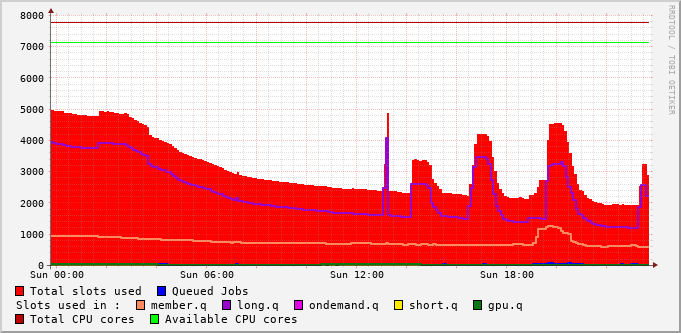 RRDTOOL / TOBI OETIKER
8000
7000
6000
5000
4000
3000
2000
1000
0
Sun 00:00 Sun 06:00 Sun 12:00 Sun 18:00
Total slots used Queued Jobs
Slots used in : member.q long.q ondemand.q short.q gpu.q
Total CPU cores Available CPU cores